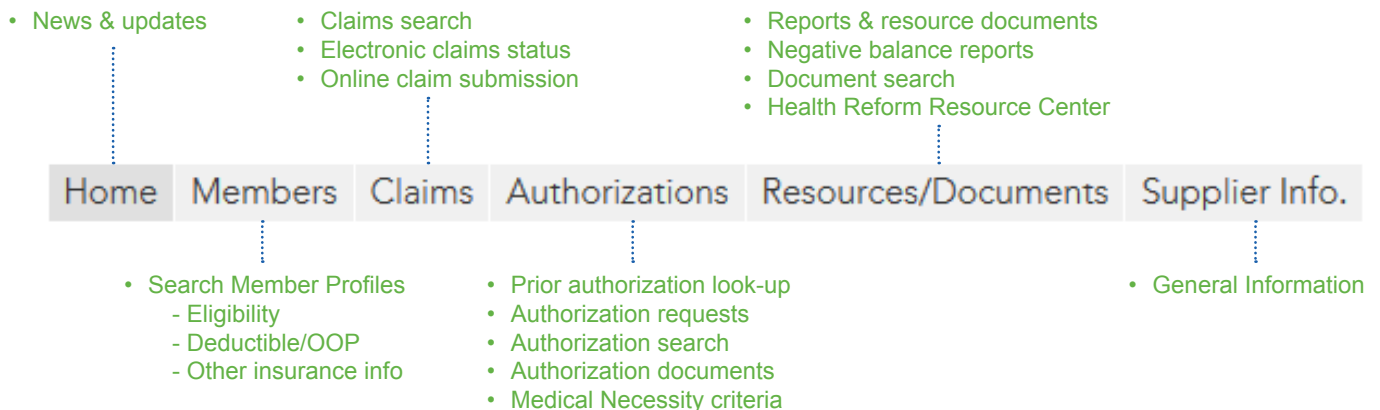 • News & updates
• Claims search
• Electronic claims status
• Online claim submission
• Reports & resource documents
• Negative balance reports
• Document search
• Health Reform Resource Center
Home Members Claims Authorizations Resources/Documents Supplier Info.
• Search Member Profiles
- Eligibility
- Deductible/OOP
- Other insurance info
• Prior authorization look-up
• Authorization requests
• Authorization search
• Authorization documents
• Medical Necessity criteria
• General Information